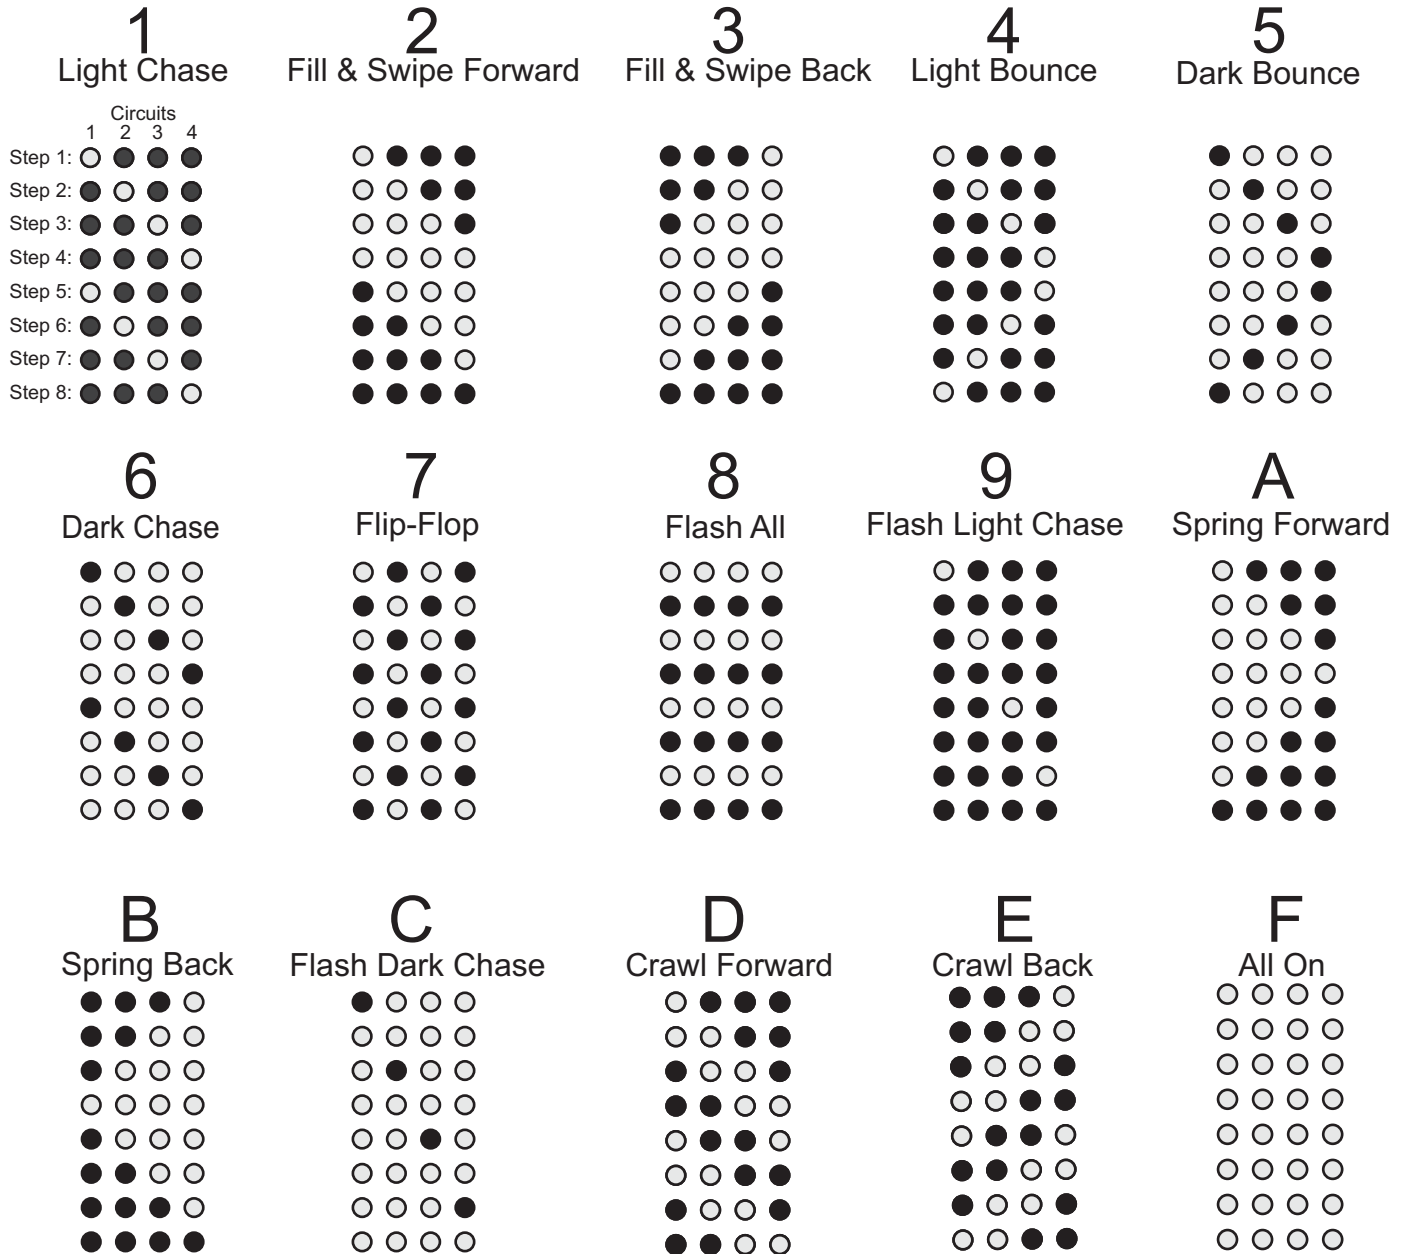 1 2 3 4 5
Light Chase Fill & Swipe Forward Fill & Swipe Back Light Bounce Dark Bounce
Circuits
1 2 3 4
Step 1:
Step 2:
Step 3:
Step 4:
Step 5:
Step 6:
Step 7:
Step 8:
6 7 8 9 A
Dark Chase Flip-Flop Flash All Flash Light Chase Spring Forward
B C D E F
Spring Back Flash Dark Chase Crawl Forward Crawl Back All On